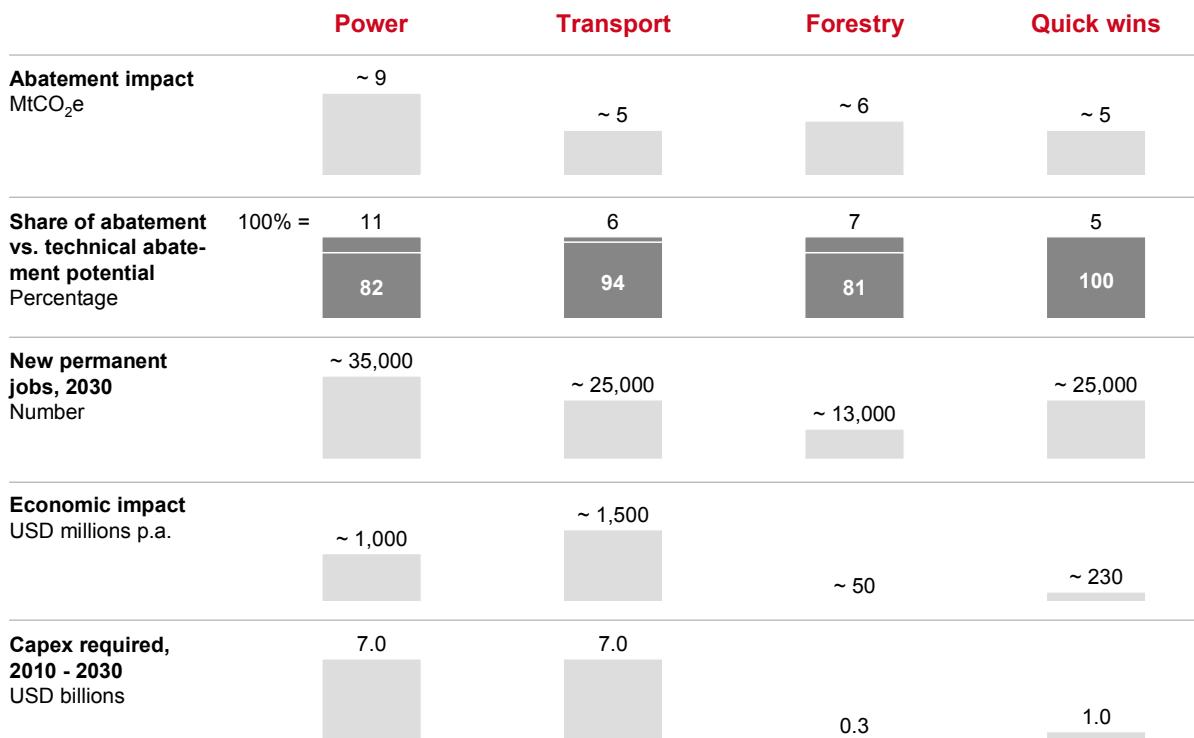 Power Transport Forestry Quick wins
Abatement impact
MtCO₂e
~ 9
~ 5
~ 6
~ 5
Share of abatement
vs. technical abate-
ment potential
Percentage
100% = 11 6 7 5
82 94 81 100
New permanent
jobs, 2030
Number
~ 35,000
~ 25,000
~ 13,000
~ 25,000
Economic impact
USD millions p.a.
~ 1,000
~ 1,500
~ 50
~ 230
Capex required,
2010 - 2030
USD billions
7.0
7.0
0.3
1.0